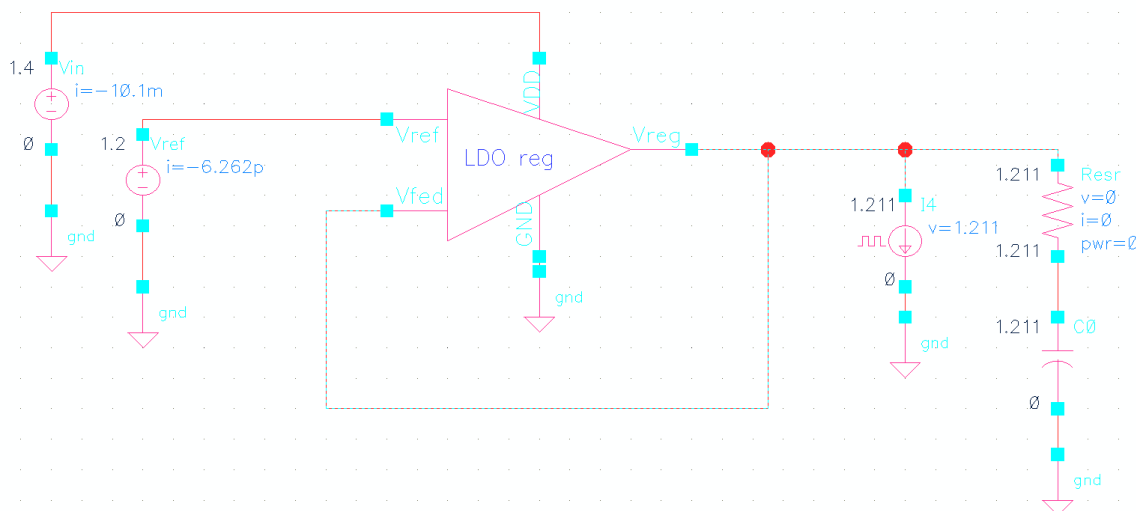 1.4
Vin
i=-10.1m
0
gnd
1.2
Vref
i=-6.262p
0
gnd
Vref
Vfed
VDD
GND
LDO reg
Vreg
gnd
1.211
I4
v=1.211
0
gnd
1.211
Resr
v=0
i=0
pwr=0
1.211
1.211
C0
0
gnd